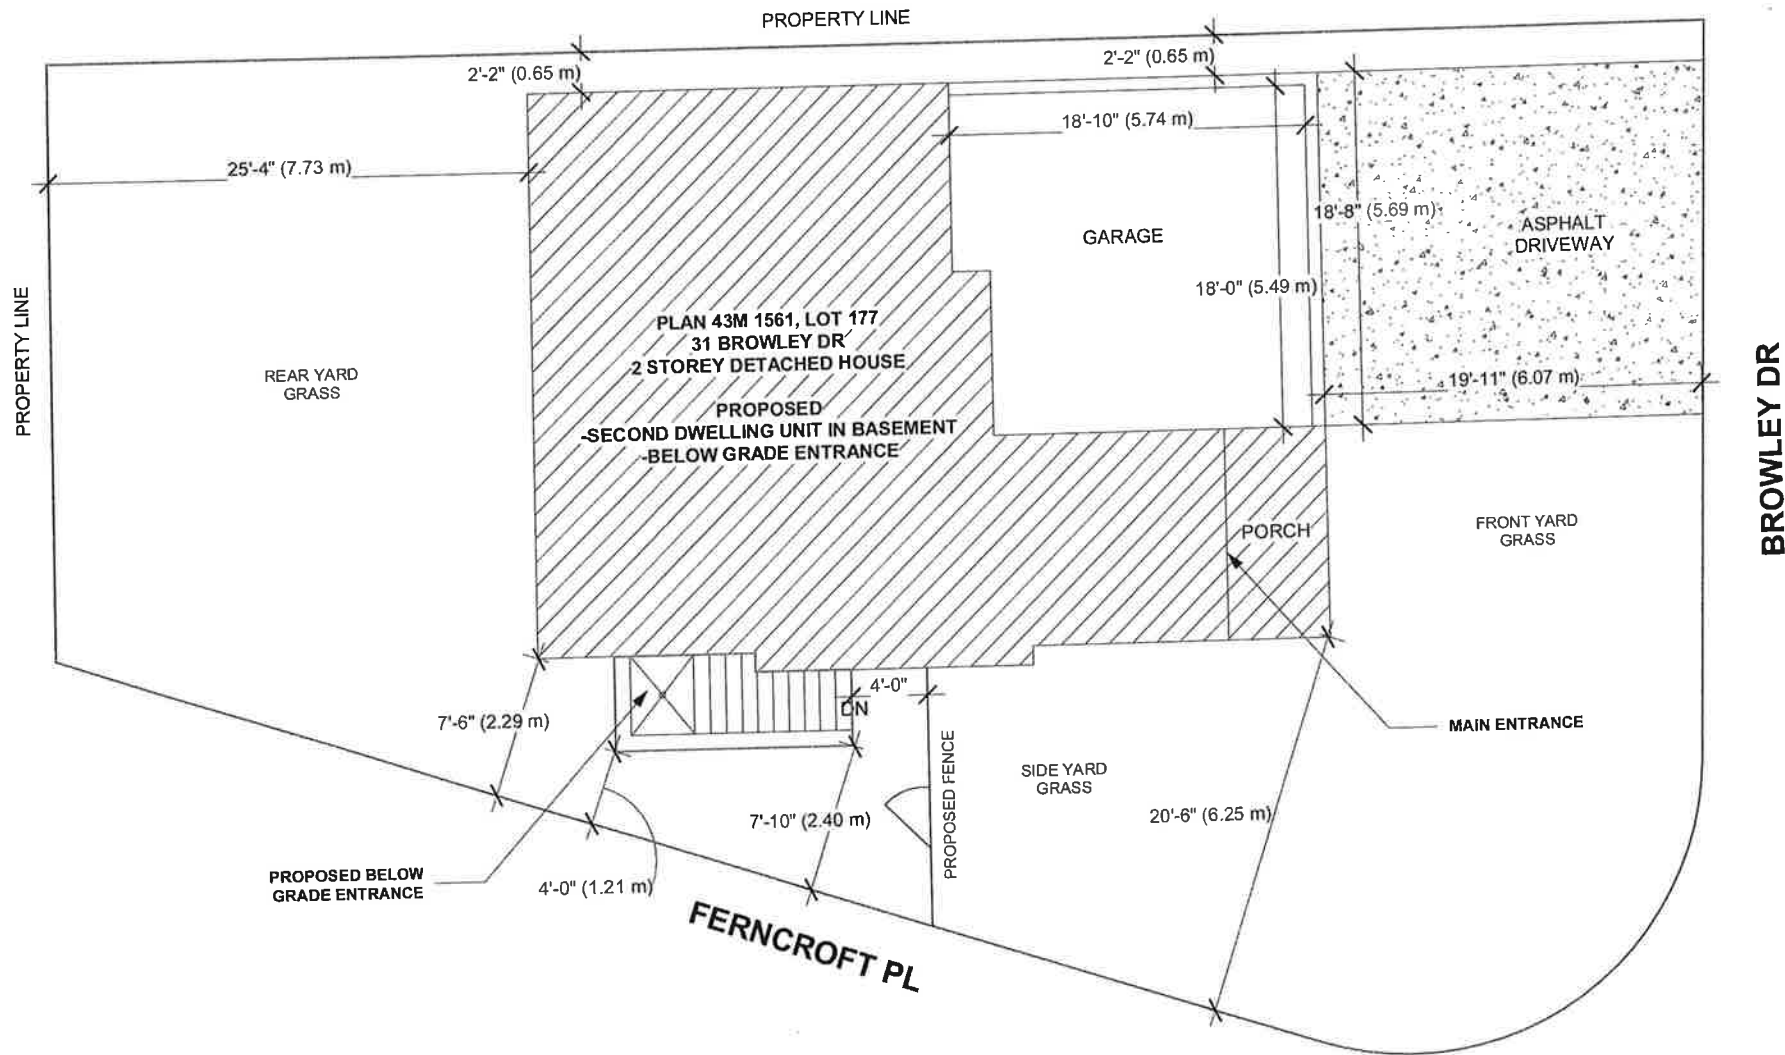 PROPERTY LINE
2'-2" (0.65 m)
2'-2" (0.65 m)
18'-10" (5.74 m)
25'-4" (7.73 m)
18'-8" (5.69 m)
GARAGE
ASPHALT
DRIVEWAY
18'-0" (5.49 m)
PROPERTY LINE
PLAN 43M 1561, LOT 177
31 BROWLEY DR
2 STOREY DETACHED HOUSE
PROPOSED
-SECOND DWELLING UNIT IN BASEMENT
-BELOW GRADE ENTRANCE
REAR YARD
GRASS
19'-11" (6.07 m)
BROWLEY DR
PORCH
FRONT YARD
GRASS
4'-0"
DN
7'-6" (2.29 m)
MAIN ENTRANCE
SIDE YARD
GRASS
PROPOSED FENCE
7'-10" (2.40 m)
20'-6" (6.25 m)
PROPOSED BELOW
GRADE ENTRANCE
4'-0" (1.21 m)
FERNCROFT PL